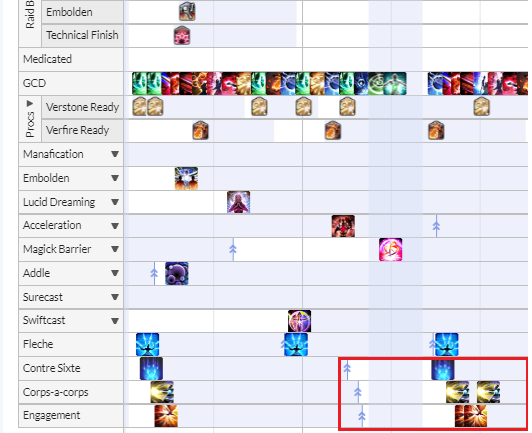 Raid B
Embolden
Technical Finish
Medicated
GCD
Procs
Verstone Ready
Verfire Ready
Manafication
Embolden
Lucid Dreaming
Acceleration
Magick Barrier
Addle
Surecast
Swiftcast
Fleche
Contre Sixte
Corps-a-corps
Engagement